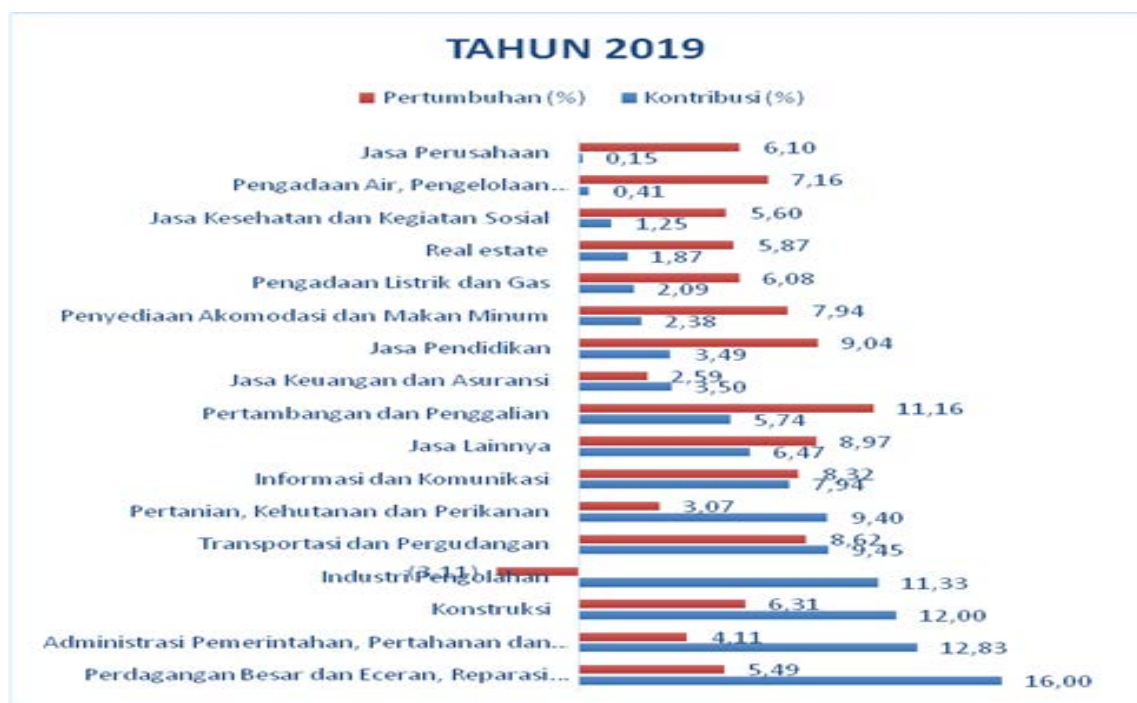 TAHUN 2019
Pertumbuhan (%) Kontribusi (%)
Jasa Perusahaan 6,10
0,15
Pengadaan Air, Pengelolaan... 7,16
0,41
Jasa Kesehatan dan Kegiatan Sosial 5,60
1,25
Real estate 5,87
1,87
Pengadaan Listrik dan Gas 6,08
2,09
Penyediaan Akomodasi dan Makan Minum 7,94
2,38
Jasa Pendidikan 9,04
3,49
Jasa Keuangan dan Asuransi 2,59
3,50
Pertambangan dan Penggalian 11,16
5,74
Jasa Lainnya 8,97
6,47
Informasi dan Komunikasi 8,32
7,94
Pertanian, Kehutanan dan Perikanan 3,07
9,40
Transportasi dan Pergudangan 8,62
9,45
(3,11)
Industri Pengolahan 11,33
Konstruksi 6,31
12,00
Administrasi Pemerintahan, Pertahanan dan... 4,11
12,83
Perdagangan Besar dan Eceran, Reparasi... 5,49
16,00